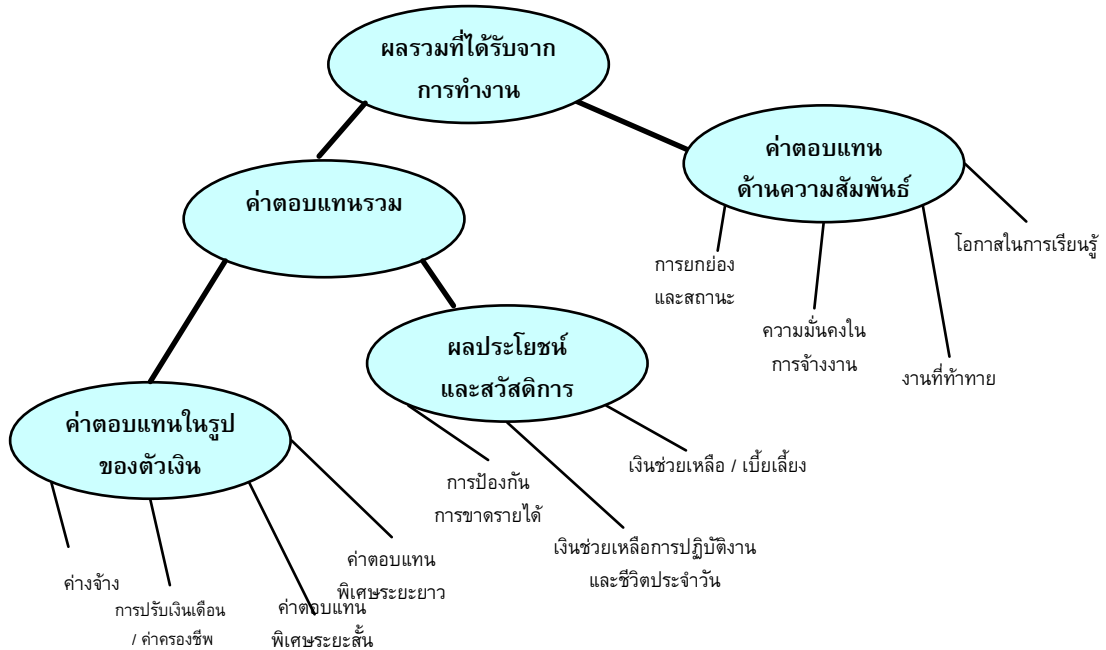 ผลรวมที่ได้รับจาก
การทำงาน
ค่าตอบแทน
ด้านความสัมพันธ์
ค่าตอบแทนรวม
โอกาสในการเรียนรู้
การยกย่อง
และสถานะ
ความมั่นคงใน
การจ้างงาน
งานที่ท้าทาย
ผลประโยชน์
และสวัสดิการ
ค่าตอบแทนในรูป
ของตัวเงิน
เงินช่วยเหลือ / เบี้ยเลี้ยง
การป้องกัน
การขาดรายได้
เงินช่วยเหลือการปฏิบัติงาน
และชีวิตประจำวัน
ค่าตอบแทน
พิเศษระยะยาว
ค่างจ้าง
การปรับเงินเดือน
/ ค่าครองชีพ
ค่าตอบแทน
พิเศษระยะสั้น